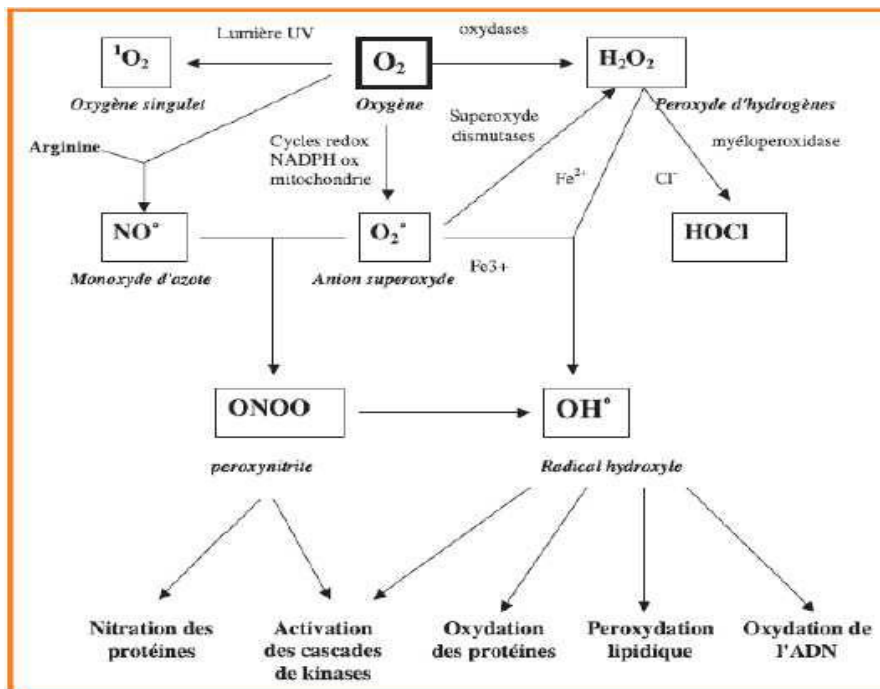 Lumière UV
oxydases
¹O₂
O₂
H₂O₂
Oxygène singulet
Oxygène
Peroxyde d'hydrogènes
Arginine
Cycles redox
NADPH ox
mitochondrie
Superoxyde
dismutases
myéloperoxidase
Fe²⁺
Cl⁻
NO°
O₂°
HOCl
Monoxyde d'azote
Anion superoxyde
Fe3+
ONOO
OH°
peroxynitrite
Radical hydroxyle
Nitration des
protéines
Activation
des cascades
de kinases
Oxydation
des protéines
Peroxydation
lipidique
Oxydation de
l'ADN